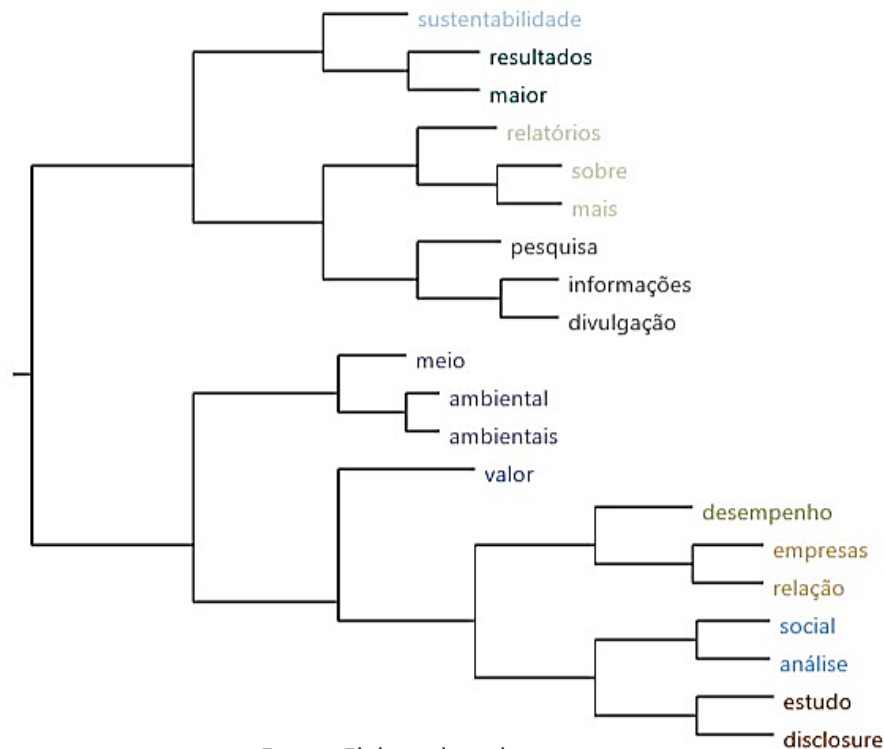 sustentabilidade
resultados
maior
relatórios
sobre
mais
pesquisa
informações
divulgação
meio
ambiental
ambientais
valor
desempenho
empresas
relação
social
análise
estudo
disclosure